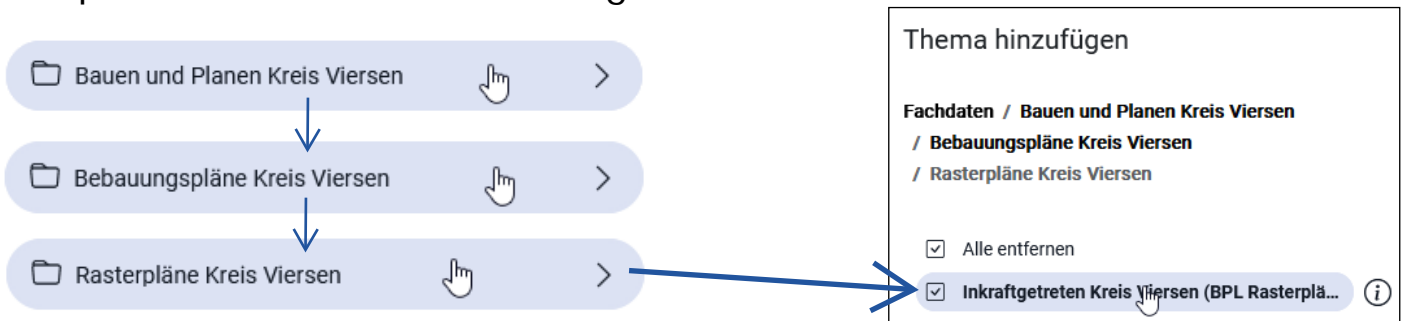 Bauen und Planen Kreis Viersen
Bebauungspläne Kreis Viersen
Rasterpläne Kreis Viersen
Thema hinzufügen
Fachdaten / Bauen und Planen Kreis Viersen
/ Bebauungspläne Kreis Viersen
/ Rasterpläne Kreis Viersen
Alle entfernen
Inkraftgetreten Kreis Viersen (BPL Rasterplä...